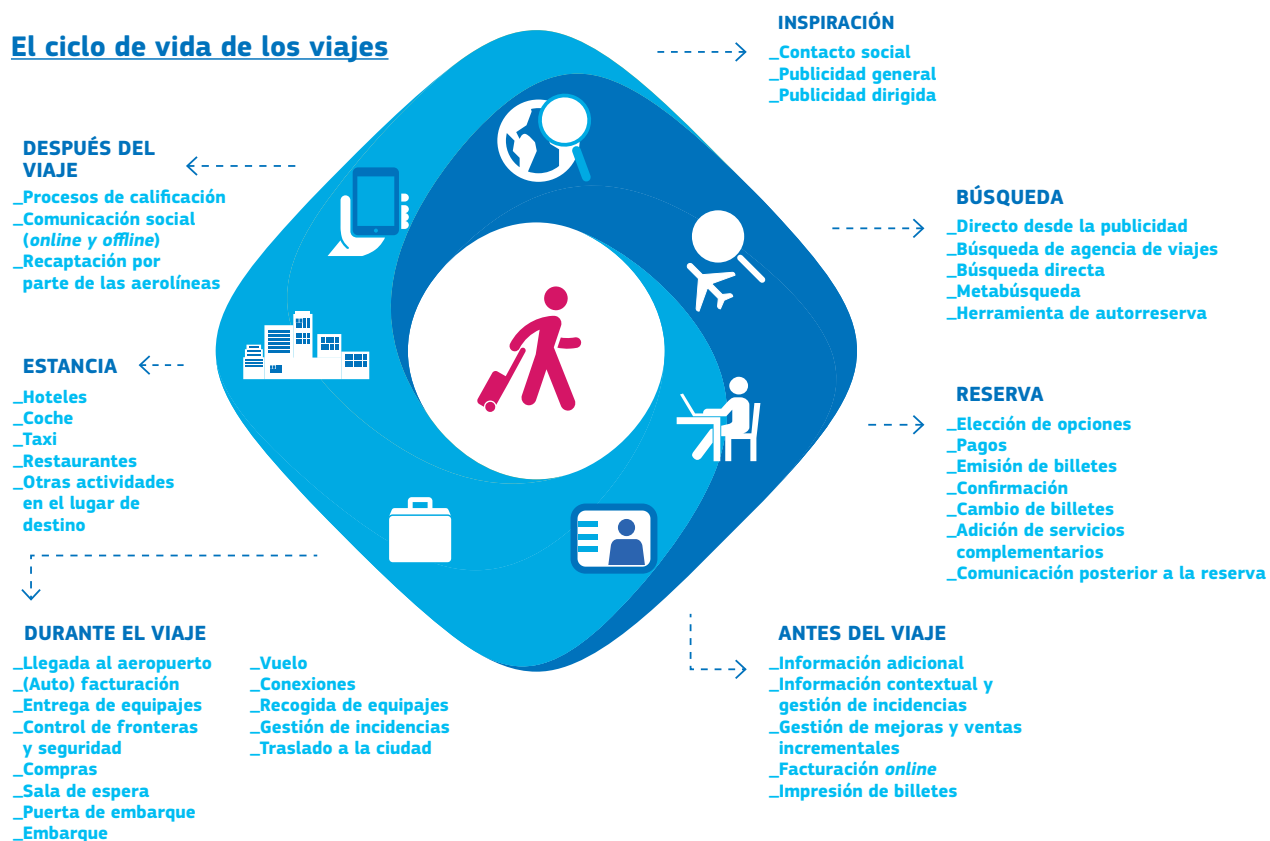 El ciclo de vida de los viajes
INSPIRACIÓN
_Contacto social
_Publicidad general
_Publicidad dirigida
BÚSQUEDA
_Directo desde la publicidad
_Búsqueda de agencia de viajes
_Búsqueda directa
_Metabúsqueda
_Herramienta de autorreserva
RESERVA
_Elección de opciones
_Pagos
_Emisión de billetes
_Confirmación
_Cambio de billetes
_Adición de servicios
complementarios
_Comunicación posterior a la reserva
ANTES DEL VIAJE
_Información adicional
_Información contextual y
gestión de incidencias
_Gestión de mejoras y ventas
incrementales
_Facturación online
_Impresión de billetes
DURANTE EL VIAJE
_Llegada al aeropuerto
_(Auto) facturación
_Entrega de equipajes
_Control de fronteras
y seguridad
_Compras
_Sala de espera
_Puerta de embarque
_Embarque
_Vuelo
_Conexiones
_Recogida de equipajes
_Gestión de incidencias
_Traslado a la ciudad
ESTANCIA
_Hoteles
_Coche
_Taxi
_Restaurantes
_Otras actividades
en el lugar de
destino
DESPUÉS DEL
VIAJE
_Procesos de calificación
_Comunicación social
(online y offline)
_Recaptación por
parte de las aerolíneas